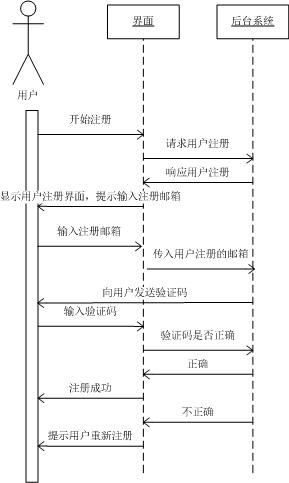 界面
后台系统
用户
开始注册
请求用户注册
响应用户注册
显示用户注册界面，提示输入注册邮箱
输入注册邮箱
传入用户注册的邮箱
向用户发送验证码
输入验证码
验证码是否正确
正确
注册成功
不正确
提示用户重新注册